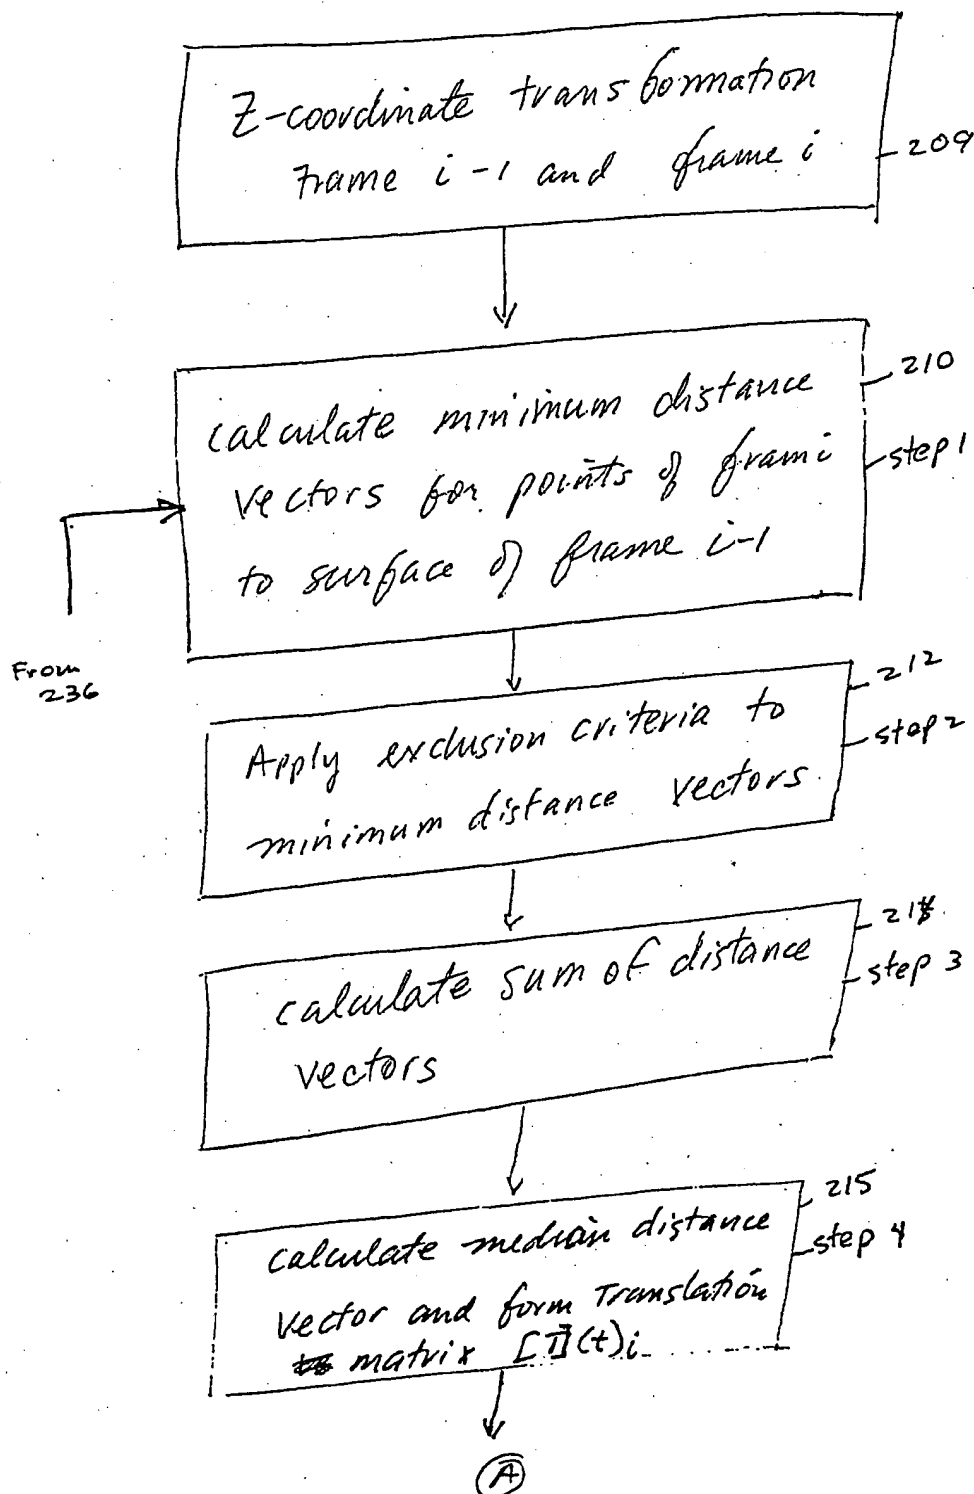 Z-coordinate transformation
Frame i-1 and frame i
209
calculate minimum distance
vectors for points of frami
to surface of frame i-1
210
step 1
From
236
Apply exclusion criteria to
minimum distance vectors.
212
step 2
calculate sum of distance
vectors
step 3
calculate median distance
vector and form Translation
matrix [T](t)i
215
step 4
A